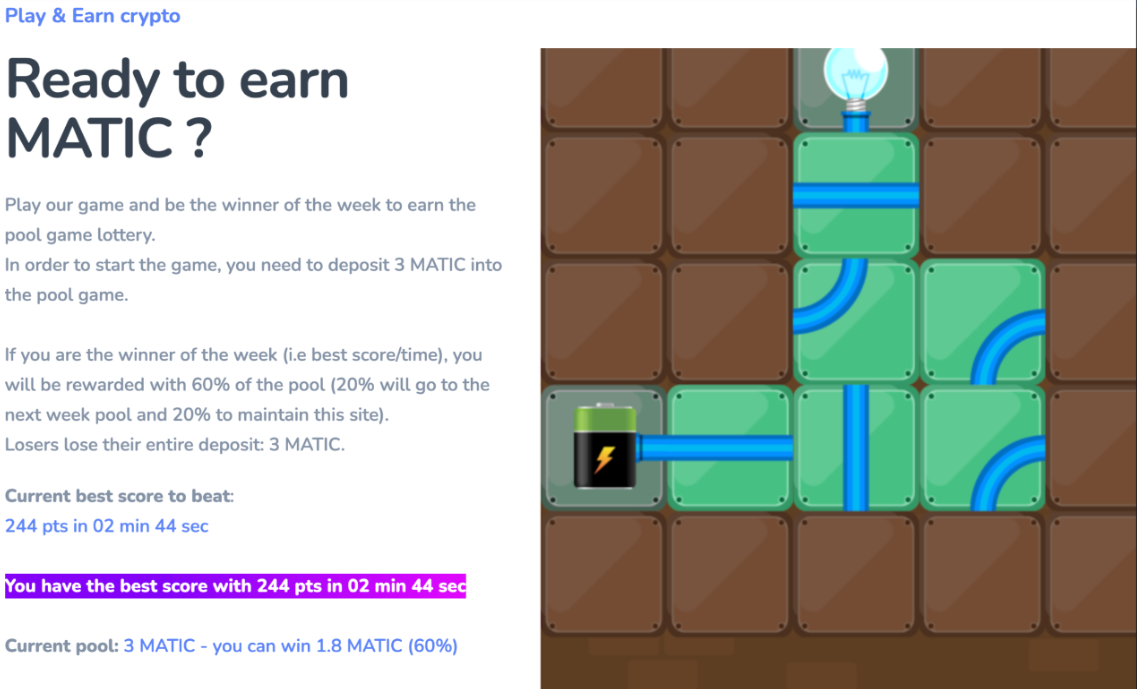 Play & Earn crypto
Ready to earn
MATIC ?
Play our game and be the winner of the week to earn the
pool game lottery.
In order to start the game, you need to deposit 3 MATIC into
the pool game.
If you are the winner of the week (i.e best score/time), you
will be rewarded with 60% of the pool (20% will go to the
next week pool and 20% to maintain this site).
Losers lose their entire deposit: 3 MATIC.
Current best score to beat:
244 pts in 02 min 44 sec
You have the best score with 244 pts in 02 min 44 sec
Current pool: 3 MATIC - you can win 1.8 MATIC (60%)